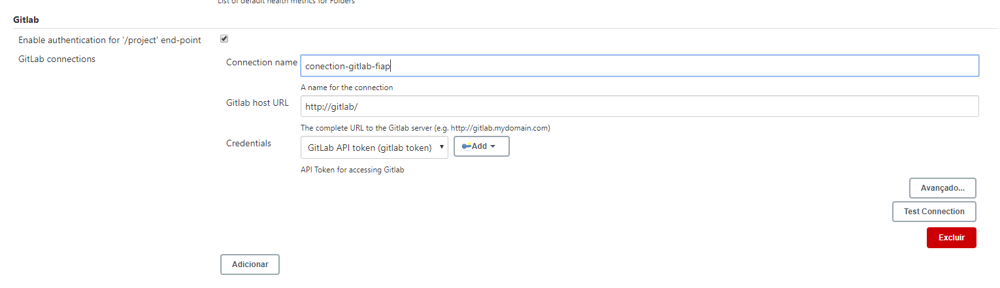 List of default health metrics for Folders
Gitlab
Enable authentication for '/project' end-point
GitLab connections
Connection name
conection-gitlab-fiap
A name for the connection
Gitlab host URL
http://gitlab/
The complete URL to the Gitlab server (e.g. http://gitlab.mydomain.com)
Credentials
GitLab API token (gitlab token)
Add
API Token for accessing Gitlab
Avançado...
Test Connection
Excluir
Adicionar